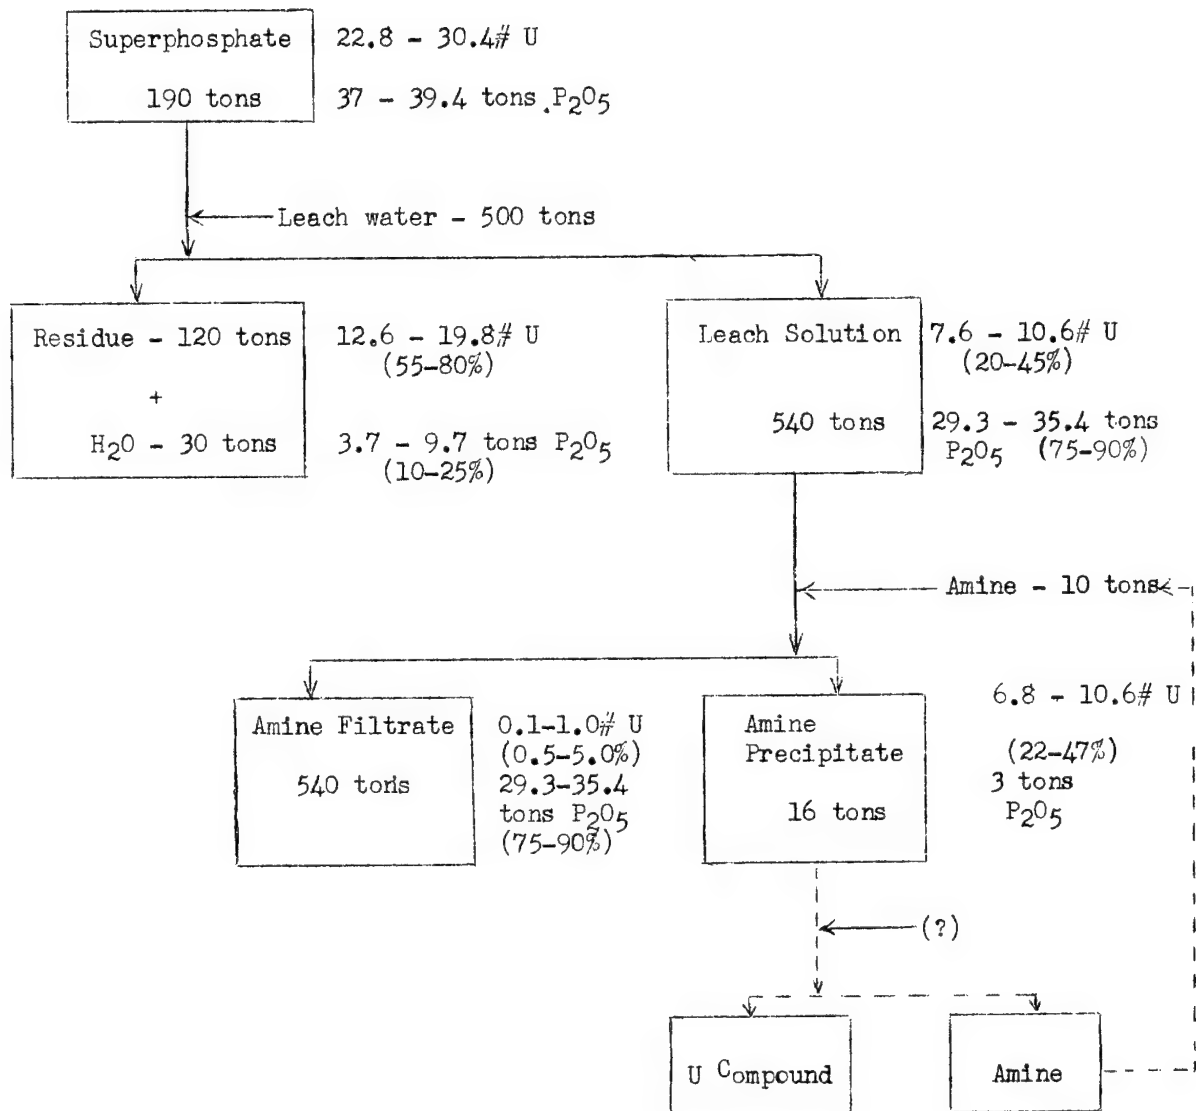 Superphosphate
190 tons
22.8 - 30.4# U
37 - 39.4 tons P2O5
Leach water - 500 tons
Residue - 120 tons
+
H2O - 30 tons
12.6 - 19.8# U
(55-80%)
3.7 - 9.7 tons P2O5
(10-25%)
Leach Solution
540 tons
7.6 - 10.6# U
(20-45%)
29.3 - 35.4 tons
P2O5 (75-90%)
Amine - 10 tons
Amine Filtrate
540 tons
0.1-1.0# U
(0.5-5.0%)
29.3-35.4
tons P2O5
(75-90%)
Amine
Precipitate
16 tons
6.8 - 10.6# U
(22-47%)
3 tons
P2O5
(?)
U Compound
Amine